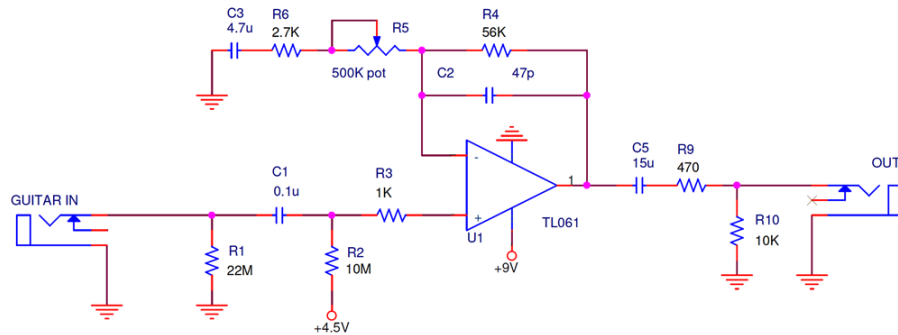 C3
4.7u
R6
2.7K
R5
500K pot
R4
56K
C2
47p
C1
0.1u
R3
1K
GUITAR IN
R1
22M
R2
10M
+4.5V
-
+
U1
1
TL061
+9V
C5
15u
R9
470
R10
10K
OUT